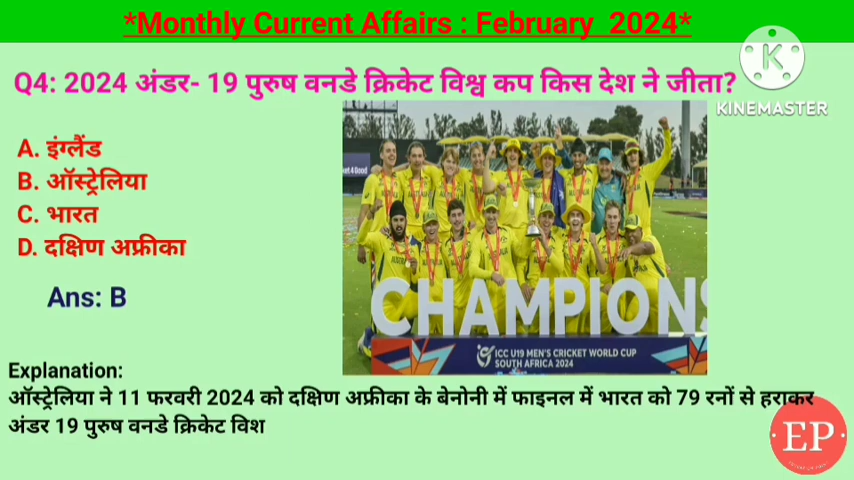 *Monthly Current Affairs : February 2024*
K
KINEMASTER
Q4: 2024 अंडर- 19 पुरुष वनडे क्रिकेट विश्व कप किस देश ने जीता?
A. इंग्लैंड
B. ऑस्ट्रेलिया
C. भारत
D. दक्षिण अफ्रीका
Ans: B
CHAMPIONS
ICC U19 MEN'S CRICKET WORLD CUP
SOUTH AFRICA 2024
Explanation:
ऑस्ट्रेलिया ने 11 फरवरी 2024 को दक्षिण अफ्रीका के बेनोनी में फाइनल में भारत को 79 रनों से हराकर
अंडर 19 पुरुष वनडे क्रिकेट विश
EP